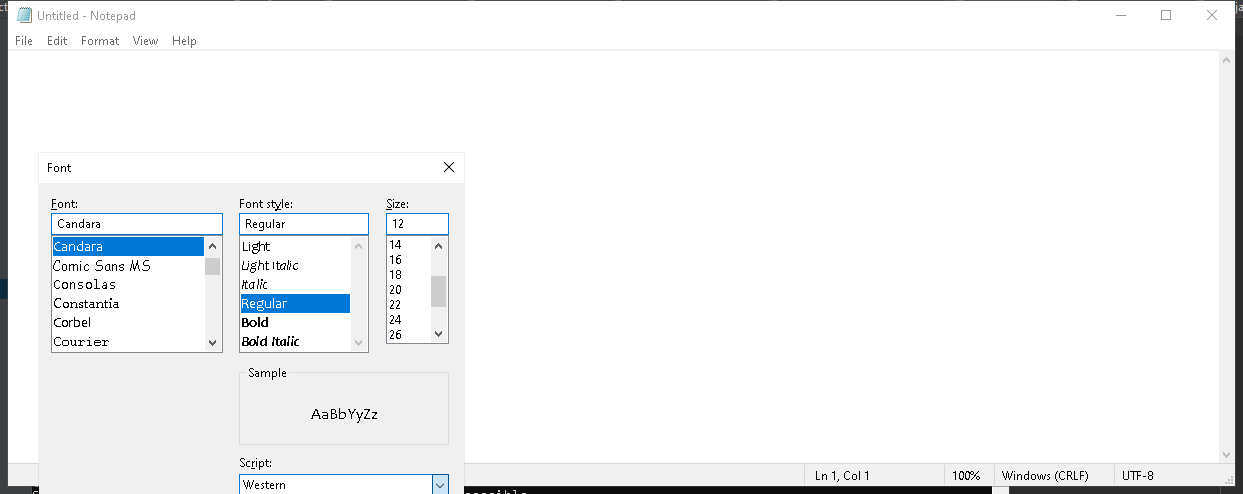 Untitled - Notepad
File Edit Format View Help
Font
Font: Font style: Size:
Candara Regular 12
Candara Light 14
Comic Sans MS Light Italic 16
Consolas Italic 18
Constantia Regular 20
Corbel Bold 22
Courier Bold Italic 24
26
Sample
AaBbYyZz
Script:
Western
Ln 1, Col 1 100% Windows (CRLF) UTF-8